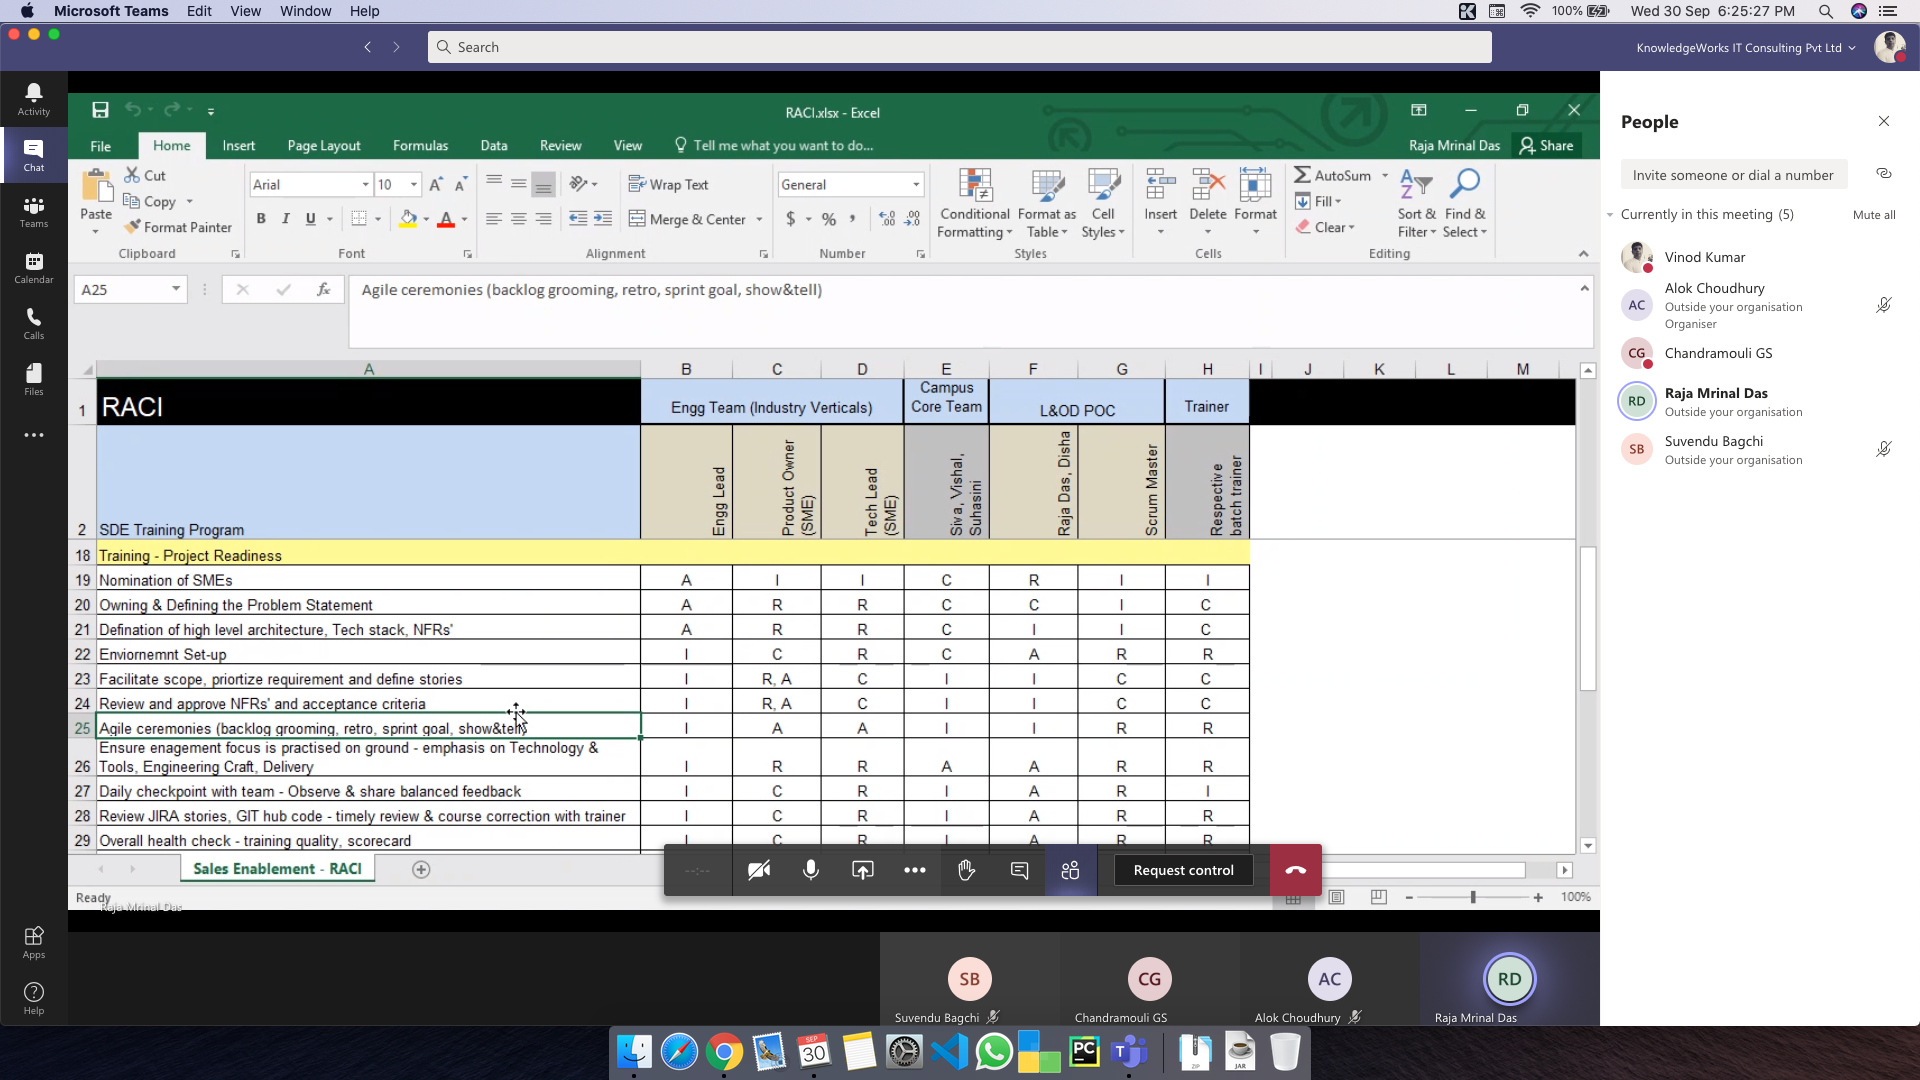 Microsoft Teams Edit View Window Help 100% Wed 30 Sep 6:25:27 PM
Search
KnowledgeWorks IT Consulting Pvt Ltd
Activity
Chat
Teams
Calendar
Calls
Files
Apps
Help
RACI.xlsx - Excel
File Home Insert Page Layout Formulas Data Review View Tell me what you want to do... Raja Mrinal Das Share
Paste
Cut
Copy
Format Painter
Clipboard
Arial 10
B I U A
Font
Wrap Text
Merge & Center
Alignment
General
$ % ,
Number
Conditional Formatting
Format as Table
Cell Styles
Styles
Insert Delete Format
Cells
AutoSum
Fill
Clear
Sort & Filter
Find & Select
Editing
A25 fx Agile ceremonies (backlog grooming, retro, sprint goal, show&tell)
A B C D E F G H I J K L M
1 RACI Engg Team (Industry Verticals) Campus Core Team L&OD POC Trainer
2 SDE Training Program Engg Lead Product Owner (SME) Tech Lead (SME) Siva, Vishal, Suhasini Raja Das, Disha Scrum Master Respective batch trainer
18 Training - Project Readiness
19 Nomination of SMEs A I I C R I I
20 Owning & Defining the Problem Statement A R R C C I C
21 Defination of high level architecture, Tech stack, NFRs' A R R C I I C
22 Enviornemnt Set-up I C R C A R R
23 Facilitate scope, priortize requirement and define stories I R, A C I I C C
24 Review and approve NFRs' and acceptance criteria I R, A C I I C C
25 Agile ceremonies (backlog grooming, retro, sprint goal, show&tell) I A A I I R R
Ensure enagement focus is practised on ground - emphasis on Technology &
26 Tools, Engineering Craft, Delivery I R R A A R R
27 Daily checkpoint with team - Observe & share balanced feedback I C R I A R I
28 Review JIRA stories, GIT hub code - timely review & course correction with trainer I C R I A R R
29 Overall health check - training quality, scorecard I C R I A R R
Sales Enablement - RACI
--:-- Request control
Ready
Raja Mrinal Das
100%
People
Invite someone or dial a number
Currently in this meeting (5) Mute all
Vinod Kumar
AC Alok Choudhury
Outside your organisation
Organiser
CG Chandramouli GS
RD Raja Mrinal Das
Outside your organisation
SB Suvendu Bagchi
Outside your organisation
SB CG AC RD
Suvendu Bagchi Chandramouli GS Alok Choudhury Raja Mrinal Das
SEP 30 PC ZIP JAR